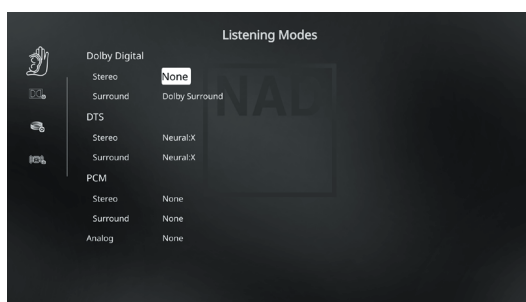 Listening Modes
Dolby Digital
Stereo None
Surround Dolby Surround
DTS
Stereo Neural:X
Surround Neural:X
PCM
Stereo None
Surround None
Analog None
NAD